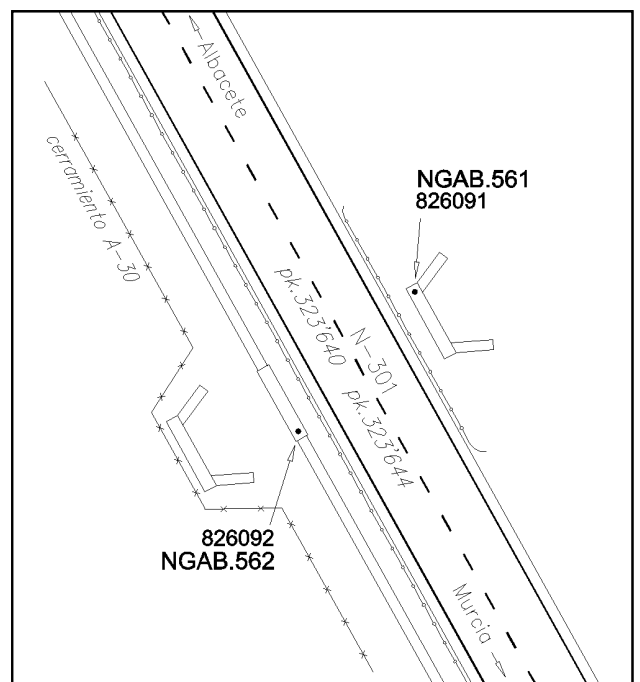 Albacete
cerramiento A-30
NGAB.561
826091
pk.323'640
N-301
pk.323'644
826092
NGAB.562
Murcia